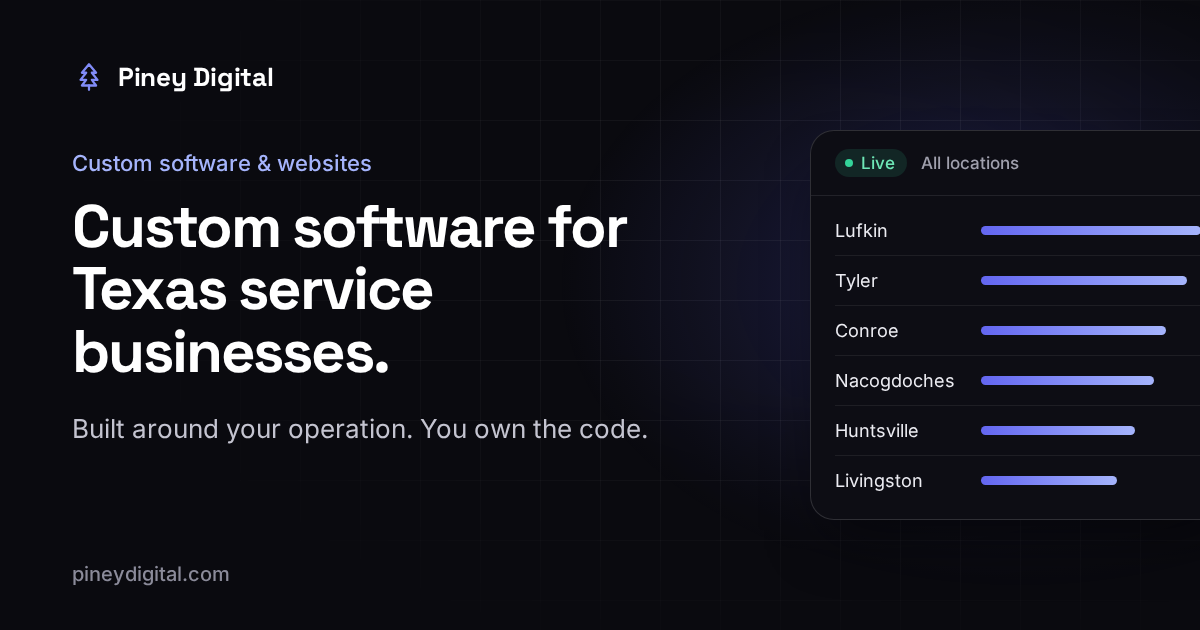 Piney Digital
Custom software & websites
Custom software for
Texas service
businesses.
Built around your operation. You own the code.
pineydigital.com
Live
All locations
Lufkin
Tyler
Conroe
Nacogdoches
Huntsville
Livingston